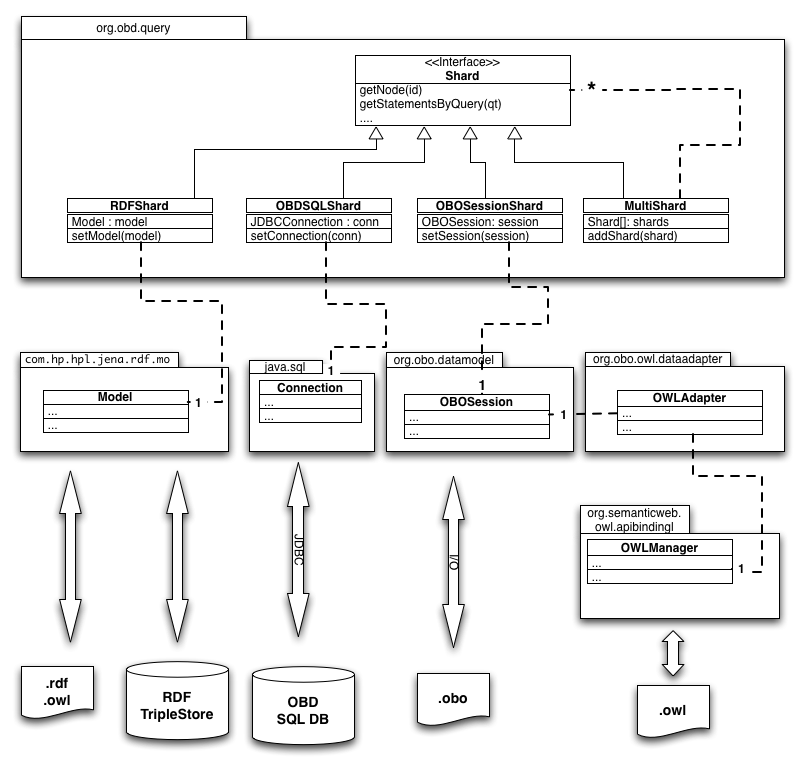 org.obd.query
<<Interface>>
Shard
getNode(id)
getStatementsByQuery(qt)
....
*
RDFShard
Model : model
setModel(model)
OBDSQLShard
JDBCConnection : conn
setConnection(conn)
OBOSessionShard
OBOSession: session
setSession(session)
MultiShard
Shard[]: shards
addShard(shard)
com.hp.hpl.jena.rdf.mo
Model
...
...
1
java.sql
1
Connection
...
...
org.obo.datamodel
1
OBOSession
...
...
1
org.obo.owl.dataadapter
OWLAdapter
...
...
org.semanticweb.
owl.apibindingl
OWLManager
...
...
1
JDBC
I/O
.rdf
.owl
RDF
TripleStore
OBD
SQL DB
.obo
.owl